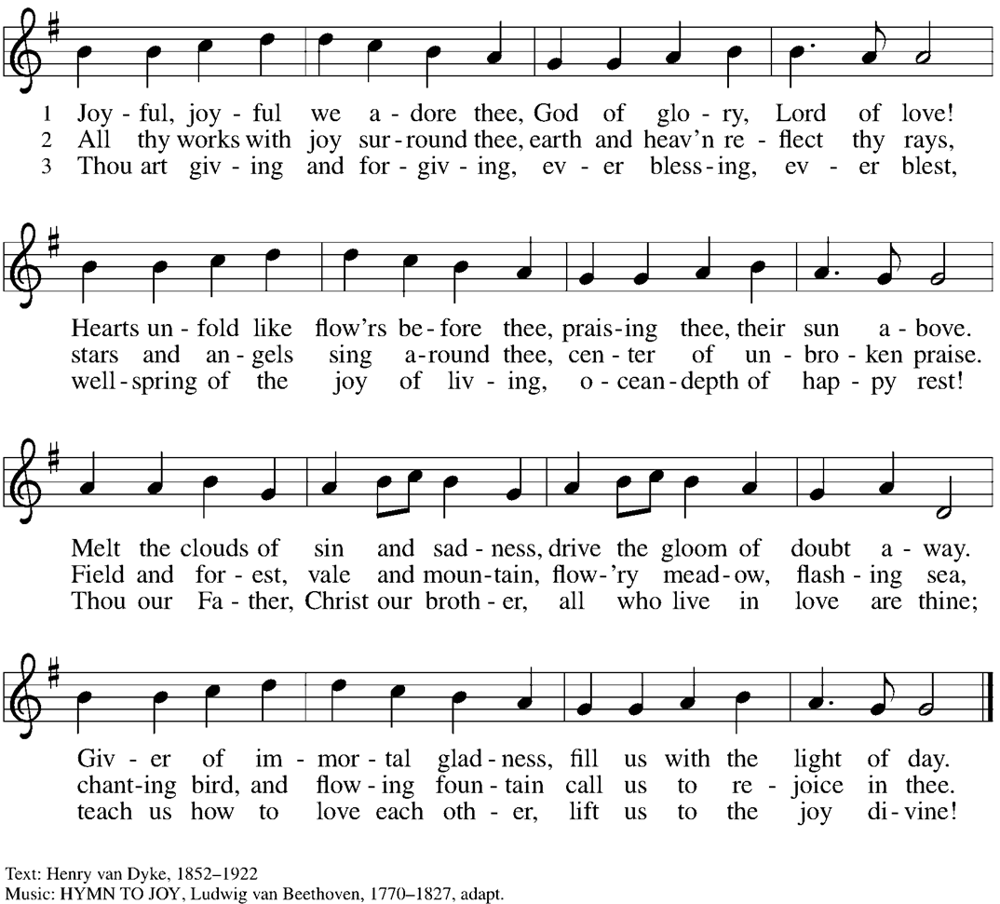 1 Joy - ful, joy - ful we a - dore thee, God of glo - ry, Lord of love!
2 All thy works with joy sur - round thee, earth and heav'n re - flect thy rays,
3 Thou art giv - ing and for - giv - ing, ev - er bless - ing, ev - er blest,
Hearts un - fold like flow'rs be - fore thee, prais - ing thee, their sun a - bove.
stars and an - gels sing a - round thee, cen - ter of un - bro - ken praise.
well - spring of the joy of liv - ing, o - cean - depth of hap - py rest!
Melt the clouds of sin and sad - ness, drive the gloom of doubt a - way.
Field and for - est, vale and moun - tain, flow - 'ry mead - ow, flash - ing sea,
Thou our Fa - ther, Christ our broth - er, all who live in love are thine;
Giv - er of im - mor - tal glad - ness, fill us with the light of day.
chant - ing bird, and flow - ing foun - tain call us to re - joice in thee.
teach us how to love each oth - er, lift us to the joy di - vine!
Text: Henry van Dyke, 1852–1922
Music: HYMN TO JOY, Ludwig van Beethoven, 1770–1827, adapt.